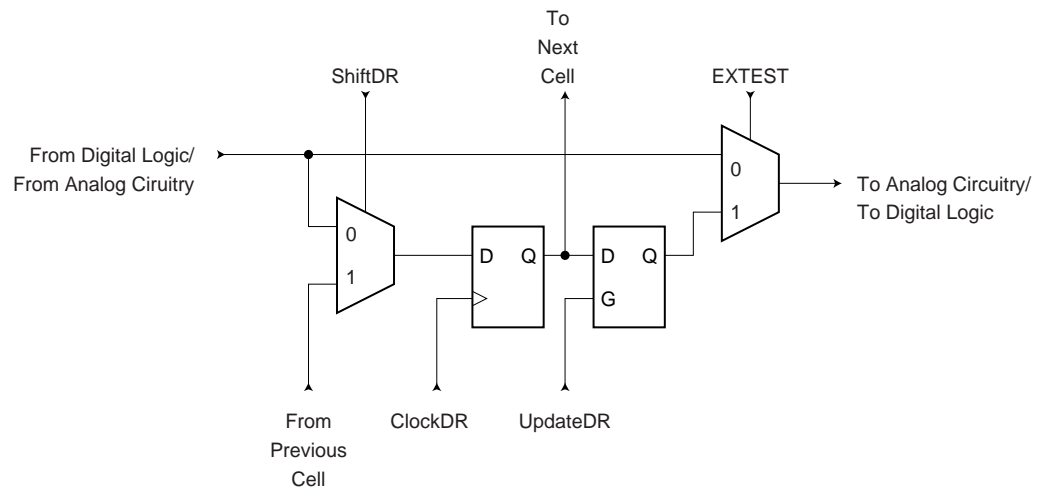 To
Next
Cell
ShiftDR
EXTEST
From Digital Logic/
From Analog Ciruitry
0
1
To Analog Circuitry/
To Digital Logic
0
1
D Q
D Q
G
From
Previous
Cell
ClockDR
UpdateDR